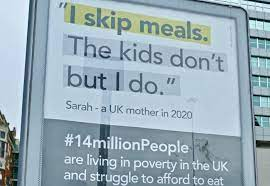 "I skip meals.
The kids don't
but I do."
Sarah - a UK mother in 2020
#14millionPeople
are living in poverty in the UK
and struggle to afford to eat